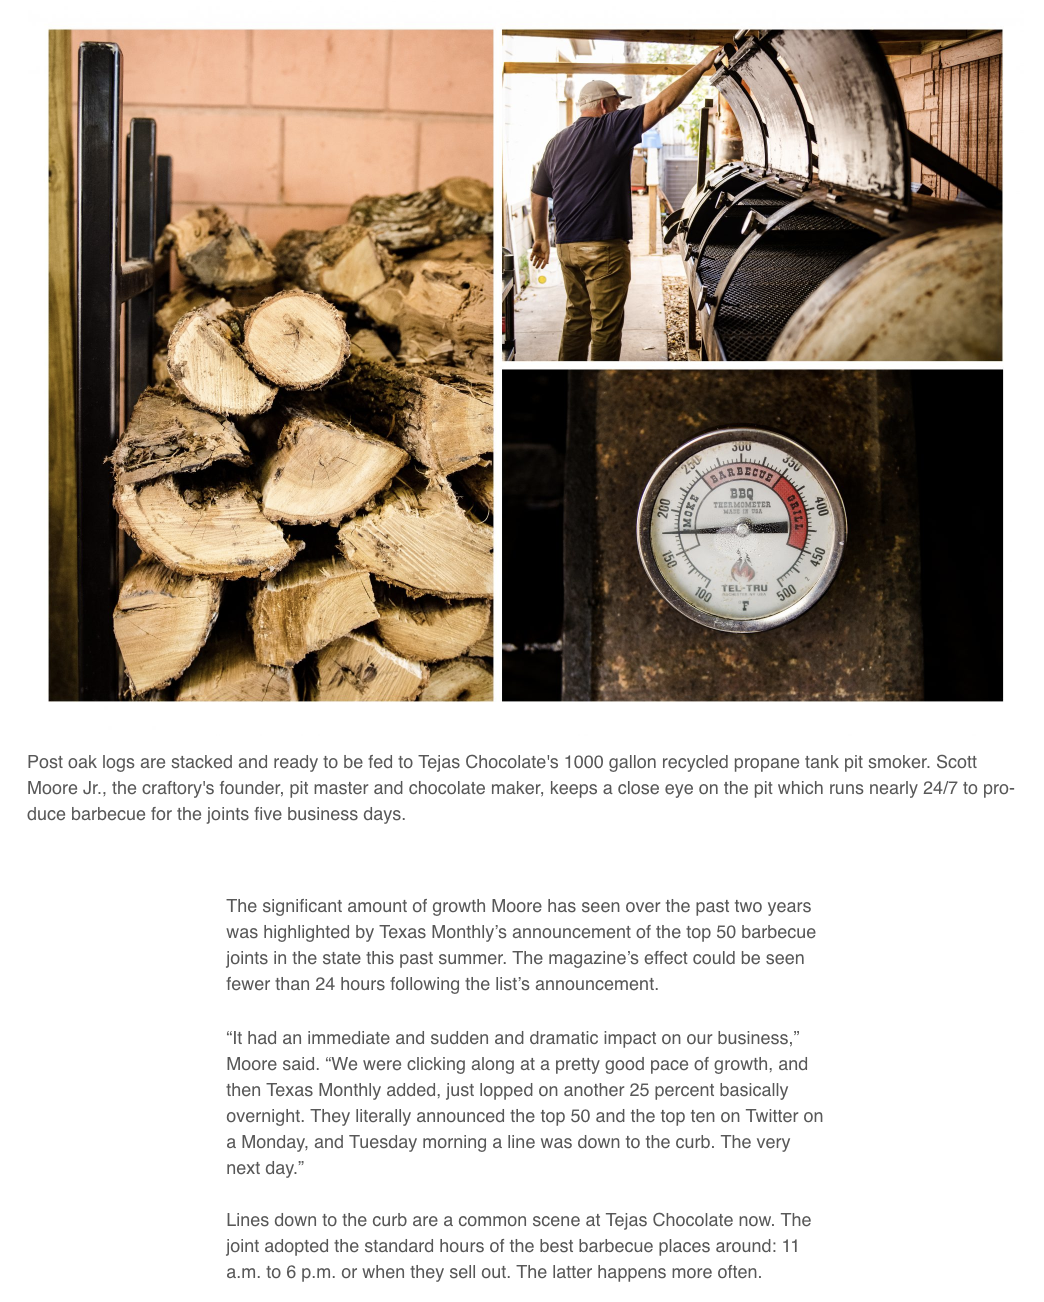 300
250
350
BARBECUE
BBQ
THERMOMETER
MADE IN USA
200
SMOKE
GRILL
400
150
450
TEL-TRU
100
500
F
Post oak logs are stacked and ready to be fed to Tejas Chocolate's 1000 gallon recycled propane tank pit smoker. Scott
Moore Jr., the craftory's founder, pit master and chocolate maker, keeps a close eye on the pit which runs nearly 24/7 to pro-
duce barbecue for the joints five business days.
The significant amount of growth Moore has seen over the past two years
was highlighted by Texas Monthly’s announcement of the top 50 barbecue
joints in the state this past summer. The magazine’s effect could be seen
fewer than 24 hours following the list’s announcement.
“It had an immediate and sudden and dramatic impact on our business,”
Moore said. “We were clicking along at a pretty good pace of growth, and
then Texas Monthly added, just lopped on another 25 percent basically
overnight. They literally announced the top 50 and the top ten on Twitter on
a Monday, and Tuesday morning a line was down to the curb. The very
next day.”
Lines down to the curb are a common scene at Tejas Chocolate now. The
joint adopted the standard hours of the best barbecue places around: 11
a.m. to 6 p.m. or when they sell out. The latter happens more often.